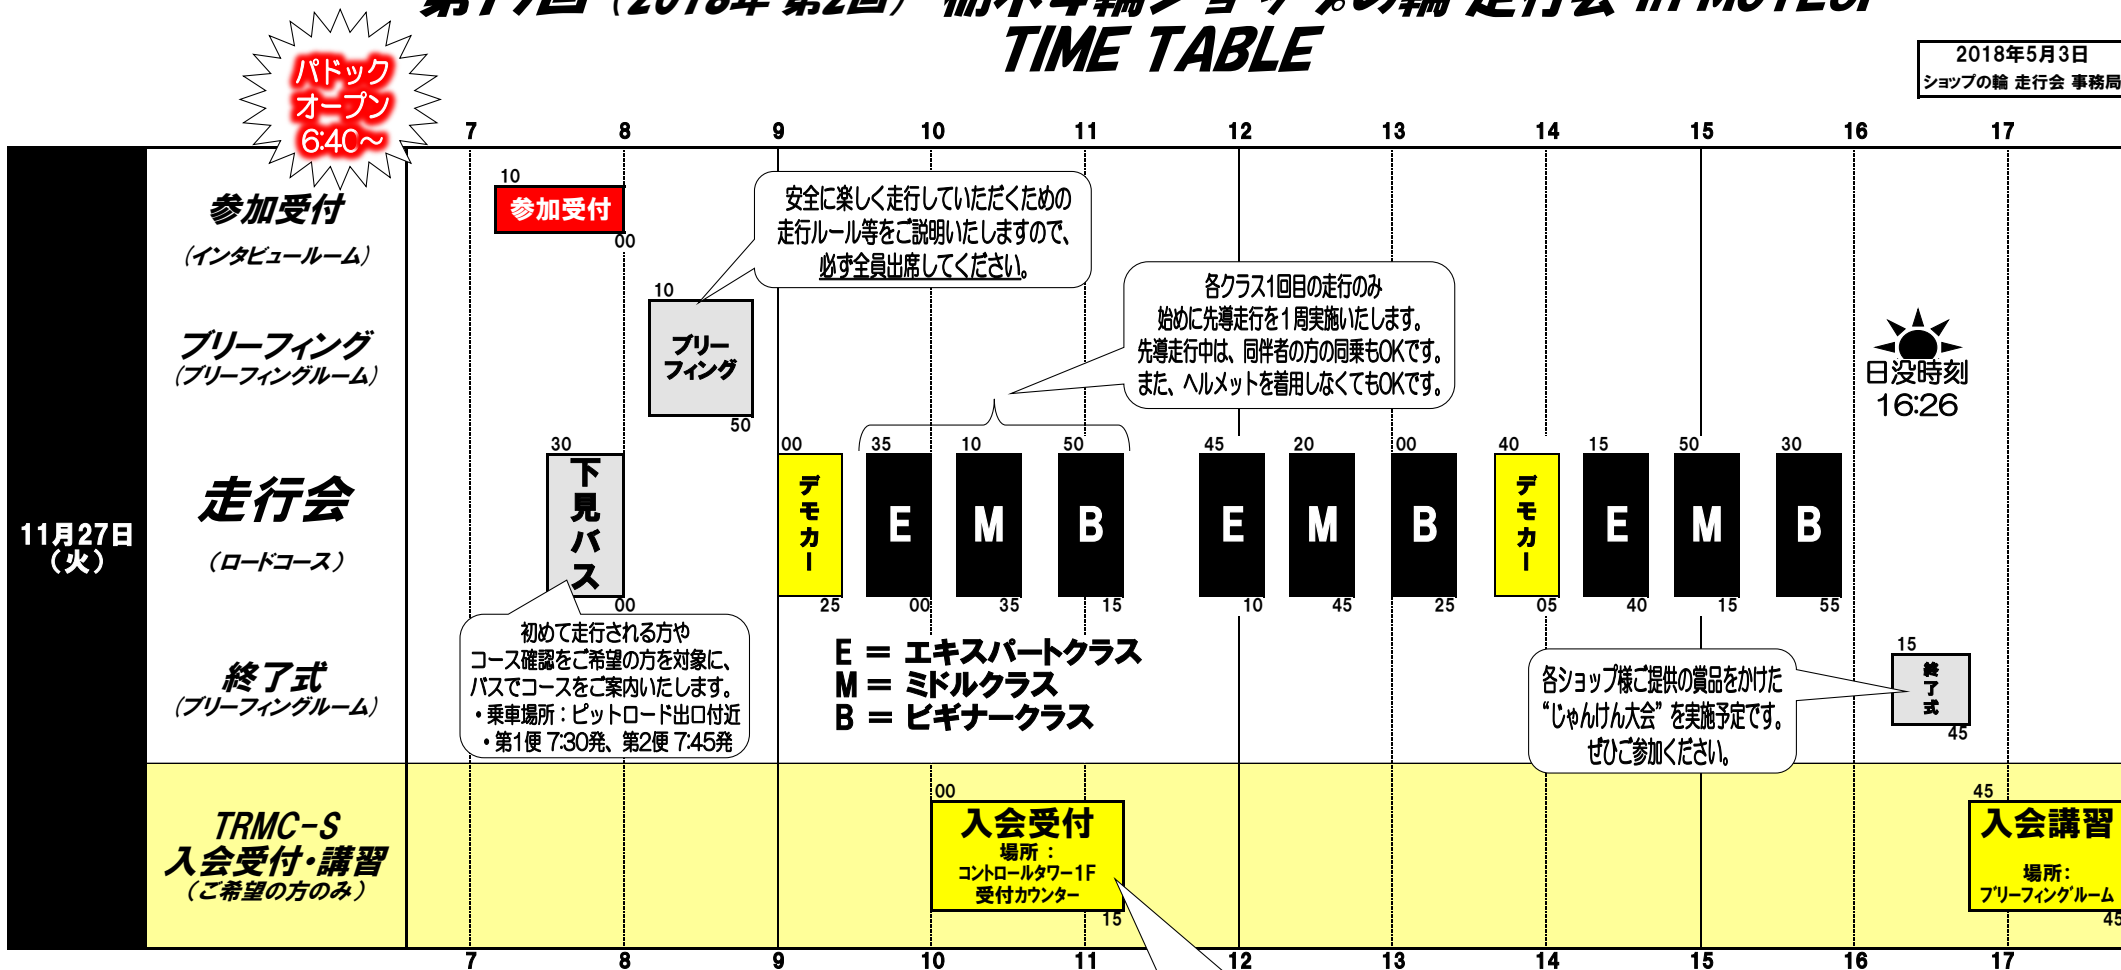 TIME TABLE
2018年5月3日
ショップの輪 走行会 事務局
パドック
オープン
6:40～
7 8 9 10 11 12 13 14 15 16 17
参加受付
（インタビュールーム）
10
参加受付
00
安全に楽しく走行していただくための
走行ルール等をご説明いたしますので、
必ず全員出席してください。
ブリーフィング
（ブリーフィングルーム）
10
ブリー
フィング
50
各クラス1回目の走行のみ
始めに先導走行を1周実施いたします。
先導走行中は、同伴者の方の同乗もOKです。
また、ヘルメットを着用しなくてもOKです。
日没時刻
16:26
11月27日
（火）
走行会
（ロードコース）
30 00 35 10 50 45 20 00 40 15 50 30
下見バス
デモカー
E M B E M B
デモカー
E M B
00 25 00 35 15 10 45 25 05 40 15 55
初めて走行される方や
コース確認をご希望の方を対象に、
バスでコースをご案内いたします。
・乗車場所：ピットロード出口付近
・第1便 7:30発、第2便 7:45発
E = エキスパートクラス
M = ミドルクラス
B = ビギナークラス
終了式
（ブリーフィングルーム）
各ショップ様ご提供の賞品をかけた
“じゃんけん大会”を実施予定です。
ぜひご参加ください。
15
終了式
45
TRMC-S
入会受付・講習
（ご希望の方のみ）
00
入会受付
場所：
コントロールタワー1F
受付カウンター
15
45
入会講習
場所：
ブリーフィングルーム
45
7 8 9 10 11 12 13 14 15 16 17